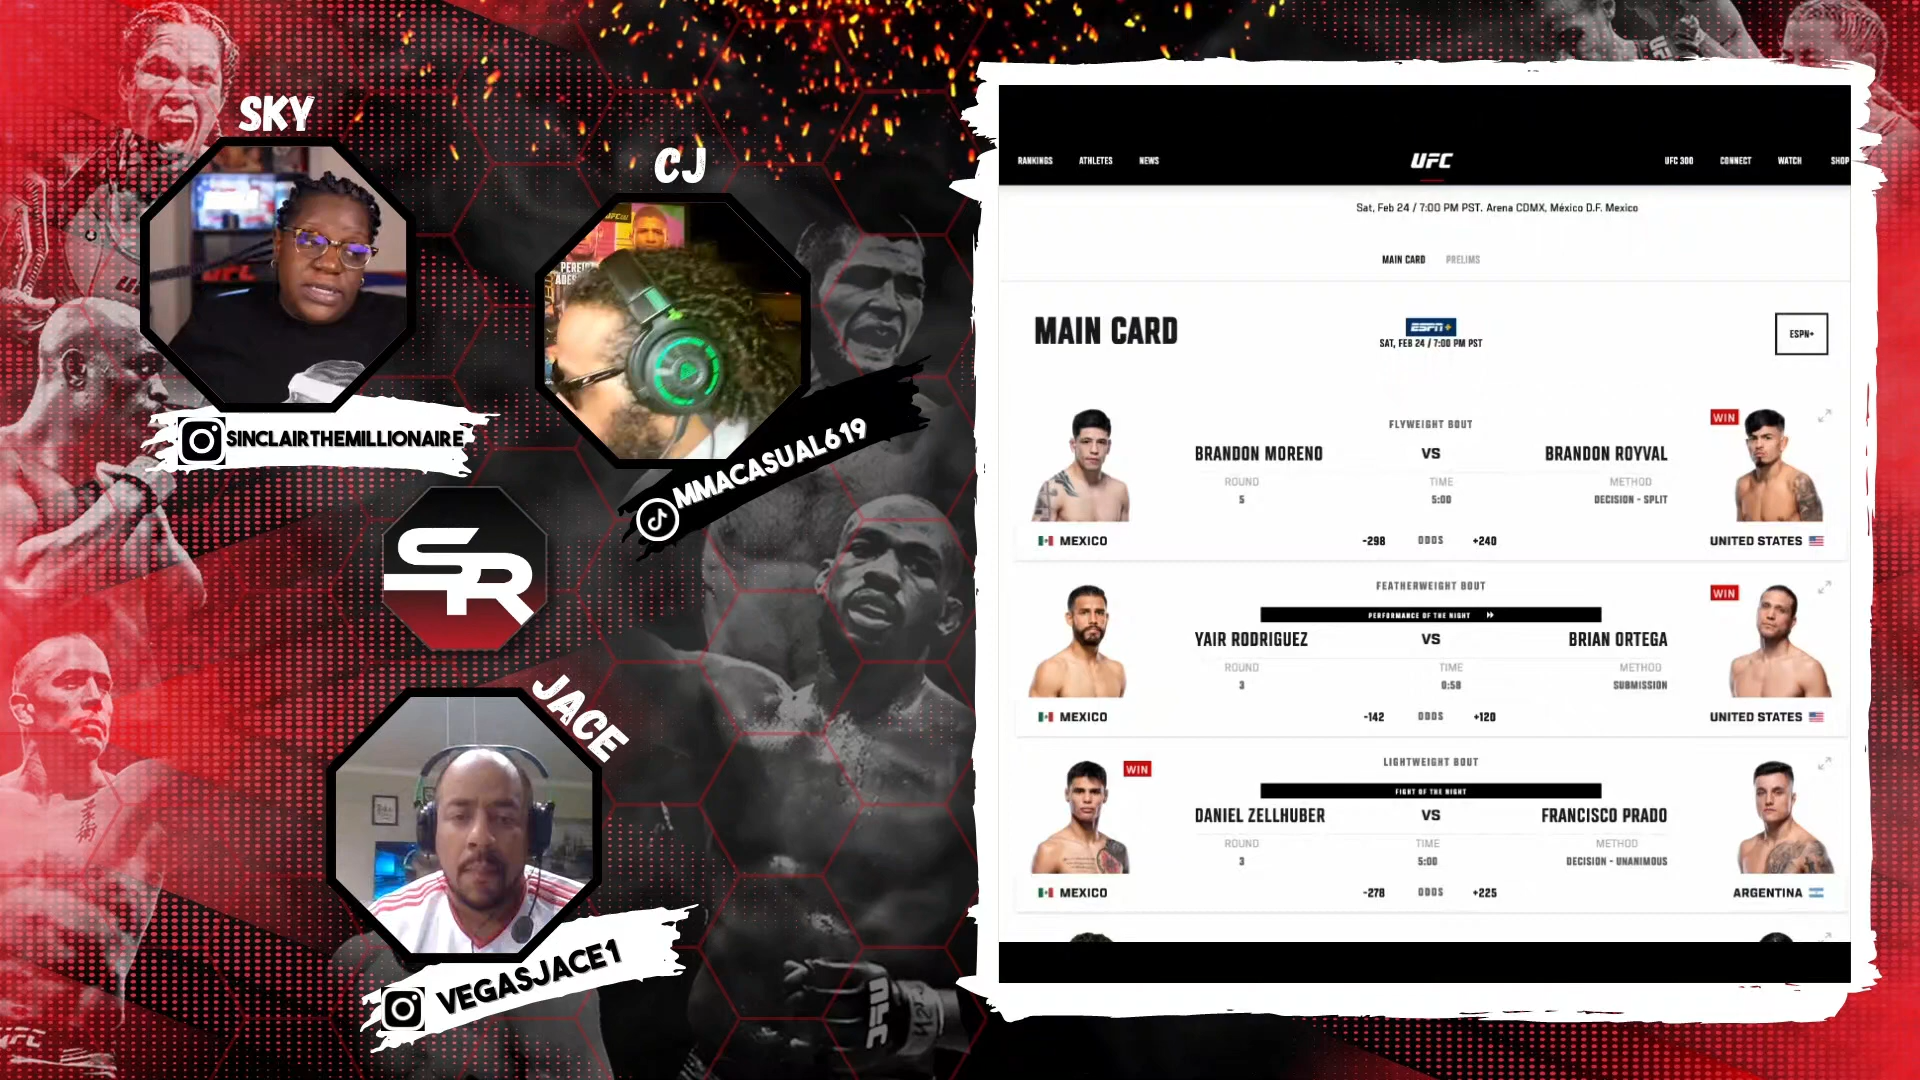 SKY
CJ
SINCLAIRTHEMILLIONAIRE
MMACASUAL619
SR
JACE
VEGASJACE1
RANKINGS ATHLETES NEWS UFC UFC 300 CONNECT WATCH SHOP
Sat, Feb 24 / 7:00 PM PST. Arena CDMX, México D.F. Mexico
MAIN CARD PRELIMS
MAIN CARD
ESPN+
SAT, FEB 24 / 7:00 PM PST
ESPN+
FLYWEIGHT BOUT
WIN
BRANDON MORENO VS BRANDON ROYVAL
ROUND TIME METHOD
5 5:00 DECISION - SPLIT
MEXICO -298 ODDS +240 UNITED STATES
FEATHERWEIGHT BOUT
WIN
PERFORMANCE OF THE NIGHT
YAIR RODRIGUEZ VS BRIAN ORTEGA
ROUND TIME METHOD
3 0:58 SUBMISSION
MEXICO -142 ODDS +120 UNITED STATES
LIGHTWEIGHT BOUT
WIN
FIGHT OF THE NIGHT
DANIEL ZELLHUBER VS FRANCISCO PRADO
ROUND TIME METHOD
3 5:00 DECISION - UNANIMOUS
MEXICO -278 ODDS +225 ARGENTINA